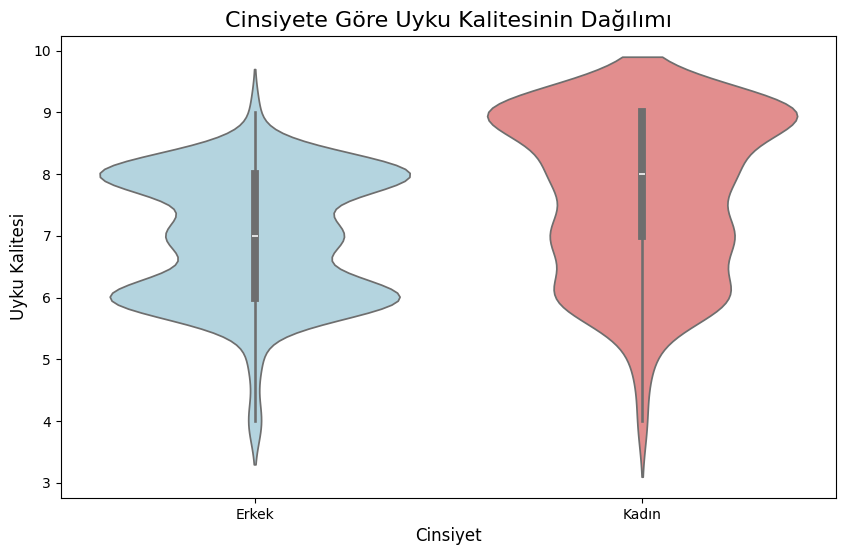 Cinsiyete Göre Uyku Kalitesinin Dağılımı
10
9
8
7
6
5
4
3
Uyku Kalitesi
Erkek
Kadın
Cinsiyet